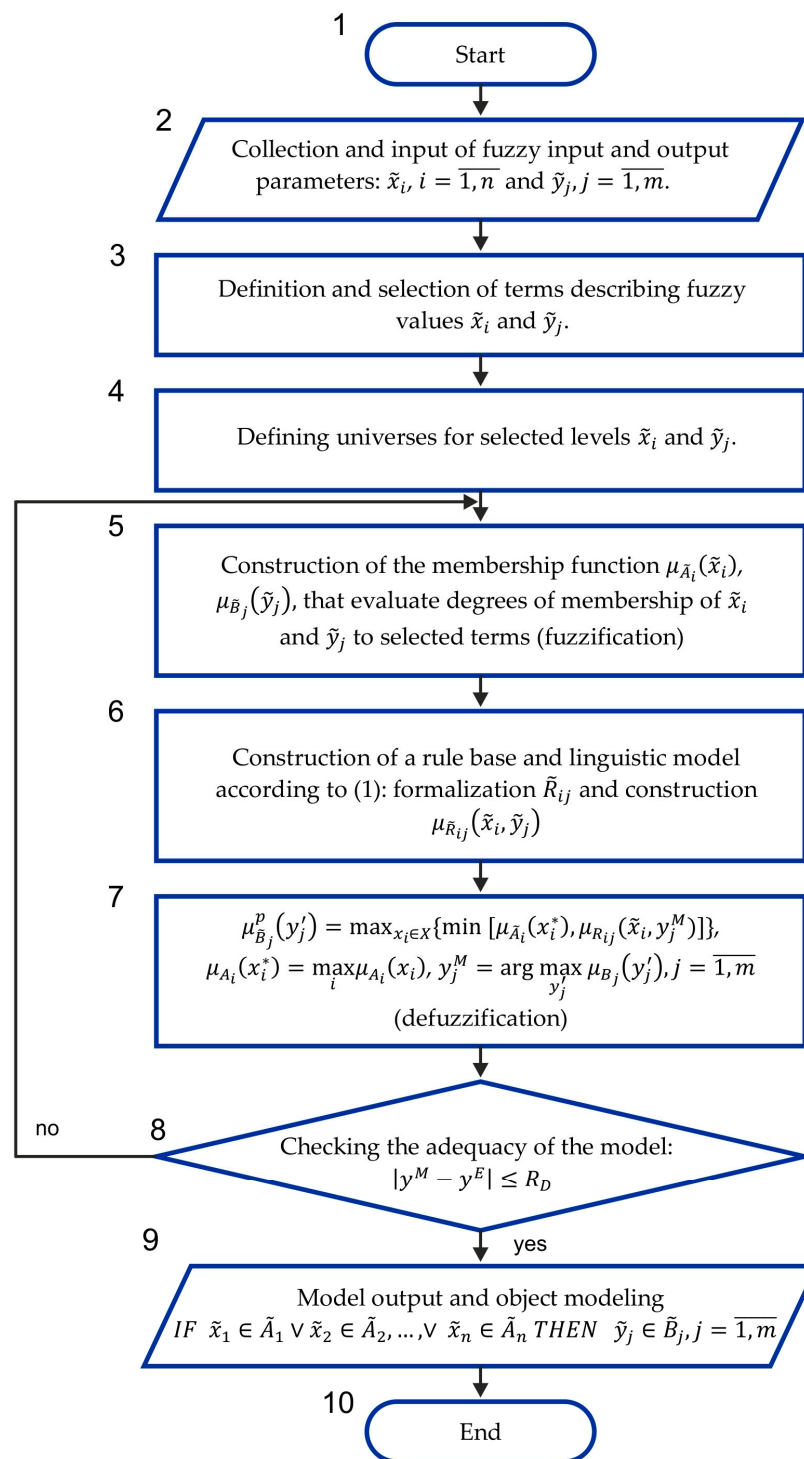 1
Start
2
Collection and input of fuzzy input and output
parameters: x̃ᵢ, i = 1,n̅ and ỹⱼ, j = 1,m̅.
3
Definition and selection of terms describing fuzzy
values x̃ᵢ and ỹⱼ.
4
Defining universes for selected levels x̃ᵢ and ỹⱼ.
5
Construction of the membership function μ_Ãᵢ(x̃ᵢ),
μ_B̃ⱼ(ỹⱼ), that evaluate degrees of membership of x̃ᵢ
and ỹⱼ to selected terms (fuzzification)
6
Construction of a rule base and linguistic model
according to (1): formalization R̃ᵢⱼ and construction
μ_R̃ᵢⱼ(x̃ᵢ, ỹⱼ)
7
μ^p_B̃ⱼ(y′ⱼ) = max_{xᵢ∈X}{min [μ_Ãᵢ(xᵢ*), μ_Rᵢⱼ(x̃ᵢ, yⱼ^M)]},
μ_Aᵢ(xᵢ*) = max_i μ_Aᵢ(xᵢ), yⱼ^M = arg max_{y′ⱼ} μ_Bⱼ(y′ⱼ), j = 1,m̅
(defuzzification)
no
8
Checking the adequacy of the model:
|y^M − y^E| ≤ R_D
yes
9
Model output and object modeling
IF x̃₁ ∈ Ã₁ ∨ x̃₂ ∈ Ã₂, …,∨ x̃ₙ ∈ Ãₙ THEN ỹⱼ ∈ B̃ⱼ, j = 1,m̅
10
End